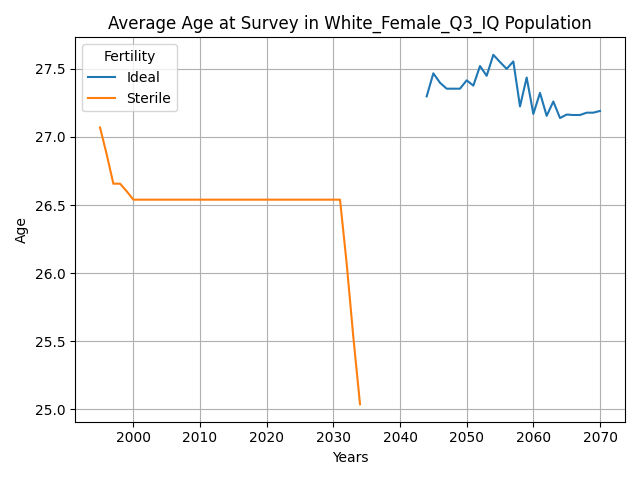 Average Age at Survey in White_Female_Q3_IQ Population
Fertility
Ideal
Sterile
27.5
27.0
26.5
26.0
25.5
25.0
Age
2000 2010 2020 2030 2040 2050 2060 2070
Years